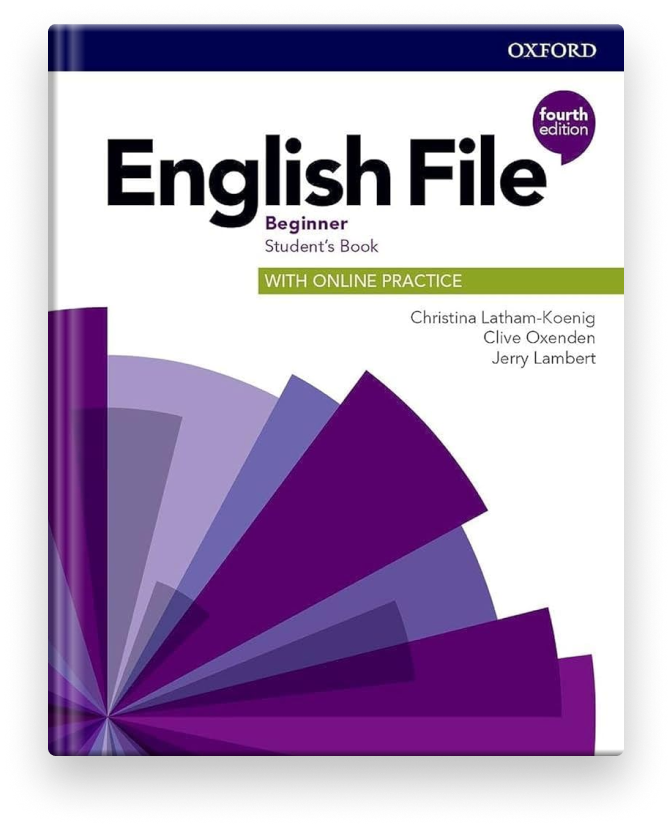 OXFORD
fourth
edition
English File
Beginner
Student's Book
WITH ONLINE PRACTICE
Christina Latham-Koenig
Clive Oxenden
Jerry Lambert